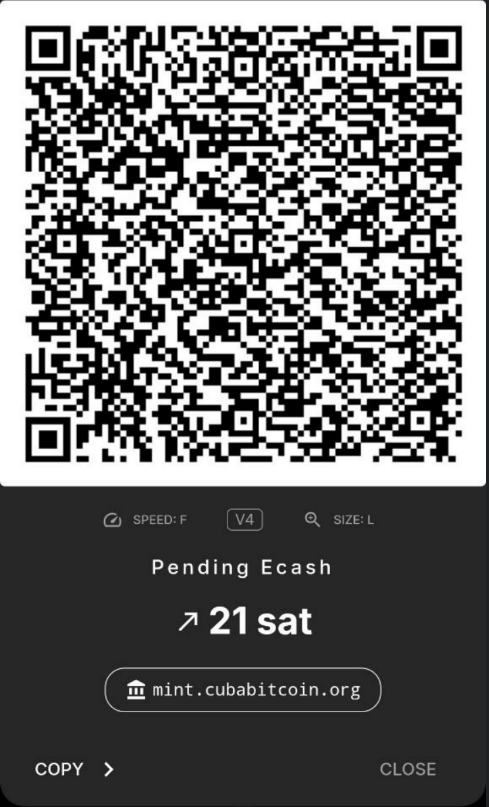 SPEED: F
V4
SIZE: L
Pending Ecash
21 sat
mint.cubabitcoin.org
COPY
CLOSE